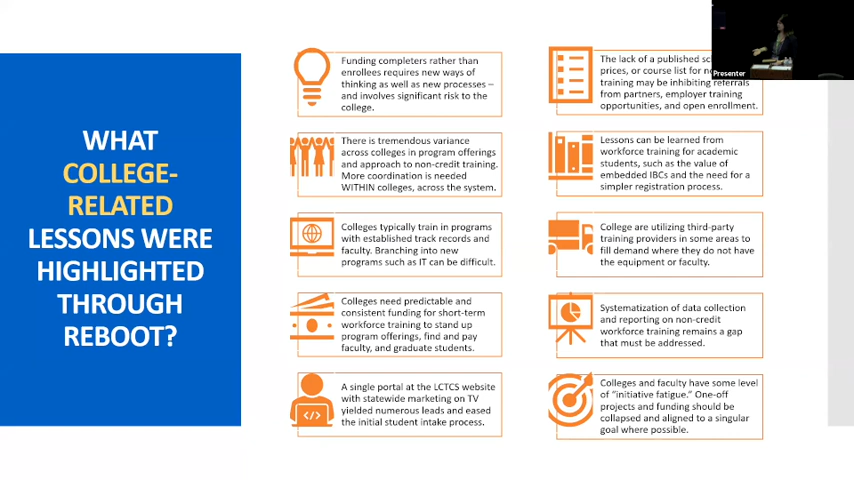 WHAT
COLLEGE-
RELATED
LESSONS WERE
HIGHLIGHTED
THROUGH
REBOOT?
Funding completers rather than
enrollees requires new ways of
thinking as well as new processes –
and involves significant risk to the
college.
There is tremendous variance
across colleges in program offerings
and approach to non-credit training.
More coordination is needed
WITHIN colleges, across the system.
Colleges typically train in programs
with established track records and
faculty. Branching into new
programs such as IT can be difficult.
Colleges need predictable and
consistent funding for short-term
workforce training to stand up
program offerings, find and pay
faculty, and graduate students.
A single portal at the LCTCS website
with statewide marketing on TV
yielded numerous leads and eased
the initial student intake process.
The lack of a published
prices, or course list for
training may be inhibiting referrals
from partners, employer training
opportunities, and open enrollment.
Lessons can be learned from
workforce training for academic
students, such as the value of
embedded IBCs and the need for a
simpler registration process.
College are utilizing third-party
training providers in some areas to
fill demand where they do not have
the equipment or faculty.
Systematization of data collection
and reporting on non-credit
workforce training remains a gap
that must be addressed.
Colleges and faculty have some level
of “initiative fatigue.” One-off
projects and funding should be
collapsed and aligned to a singular
goal where possible.
Presenter